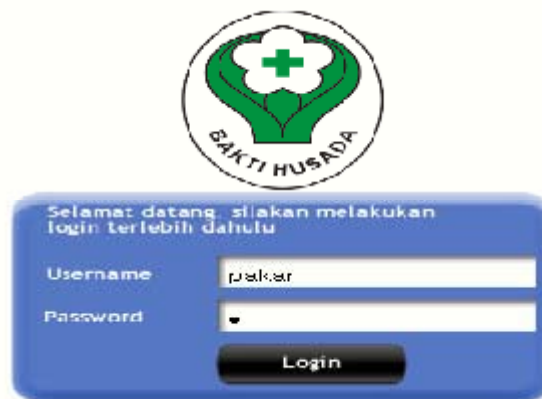 BAKTI HUSADA
Selamat datang, silakan melakukan
login terlebih dahulu
Username
pakar
Password
Login